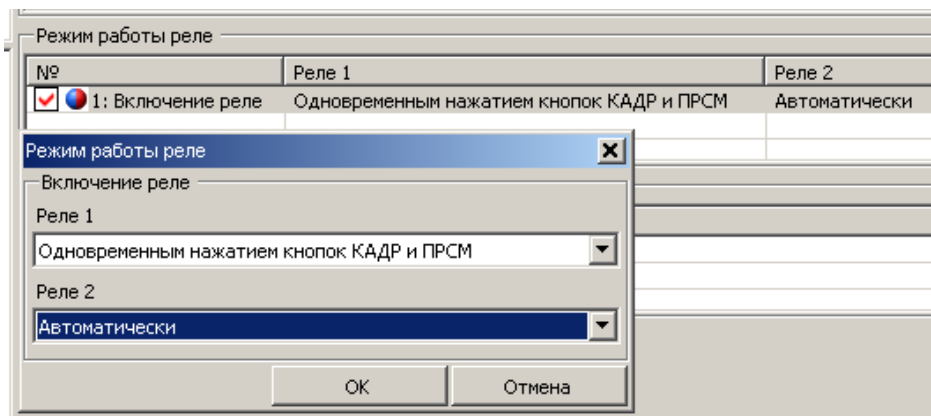 Режим работы реле
№ Реле 1 Реле 2
1: Включение реле Одновременным нажатием кнопок КАДР и ПРСМ Автоматически
Режим работы реле
Включение реле
Реле 1
Одновременным нажатием кнопок КАДР и ПРСМ
Реле 2
Автоматически
ОК Отмена